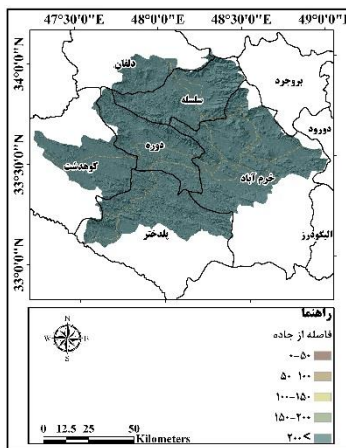 47°30'0"E 48°0'0"E 48°30'0"E 49°0'0"E
34°0'0"N
33°30'0"N
33°0'0"N
دلفان
سلسله
بروجرد
دورود
دوره
کوهدشت
خرم آباد
الیگودرز
پلدختر
راهنما
فاصله از جاده
۰-۵۰
۵۰-۱۰۰
۱۰۰-۱۵۰
۱۵۰-۲۰۰
۲۰۰<
N
W E
S
0 12.5 25 50
Kilometers